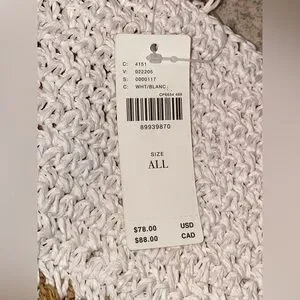 C: 4151
V: 022205
S: 0000117
C: WHT/BLANC
89939870
SIZE
ALL
$78.00 USD
$88.00 CAD